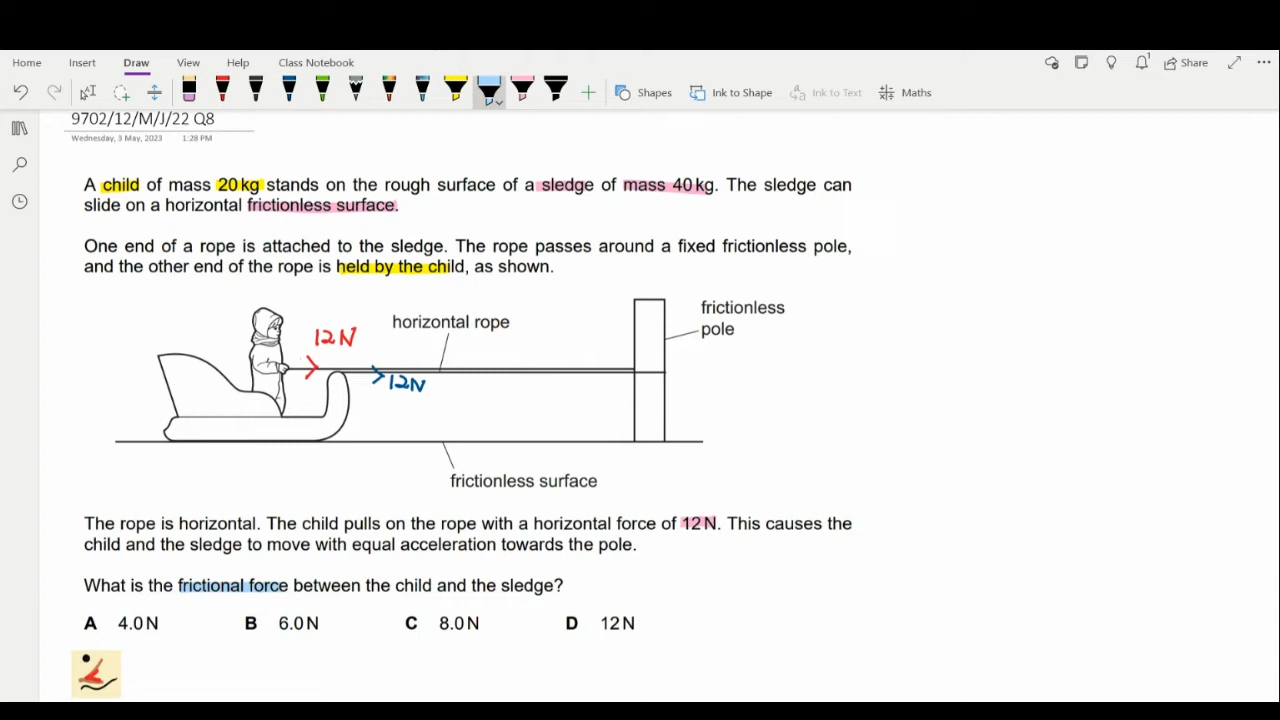 Home Insert Draw View Help Class Notebook
1 Share
Shapes Ink to Shape Ink to Text Maths
9702/12/M/J/22 Q8
Wednesday, 3 May, 2023 1:28 PM
A child of mass 20 kg stands on the rough surface of a sledge of mass 40 kg. The sledge can
slide on a horizontal frictionless surface.
One end of a rope is attached to the sledge. The rope passes around a fixed frictionless pole,
and the other end of the rope is held by the child, as shown.
frictionless
pole
horizontal rope
12N
12N
frictionless surface
The rope is horizontal. The child pulls on the rope with a horizontal force of 12 N. This causes the
child and the sledge to move with equal acceleration towards the pole.
What is the frictional force between the child and the sledge?
A 4.0 N B 6.0 N C 8.0 N D 12 N